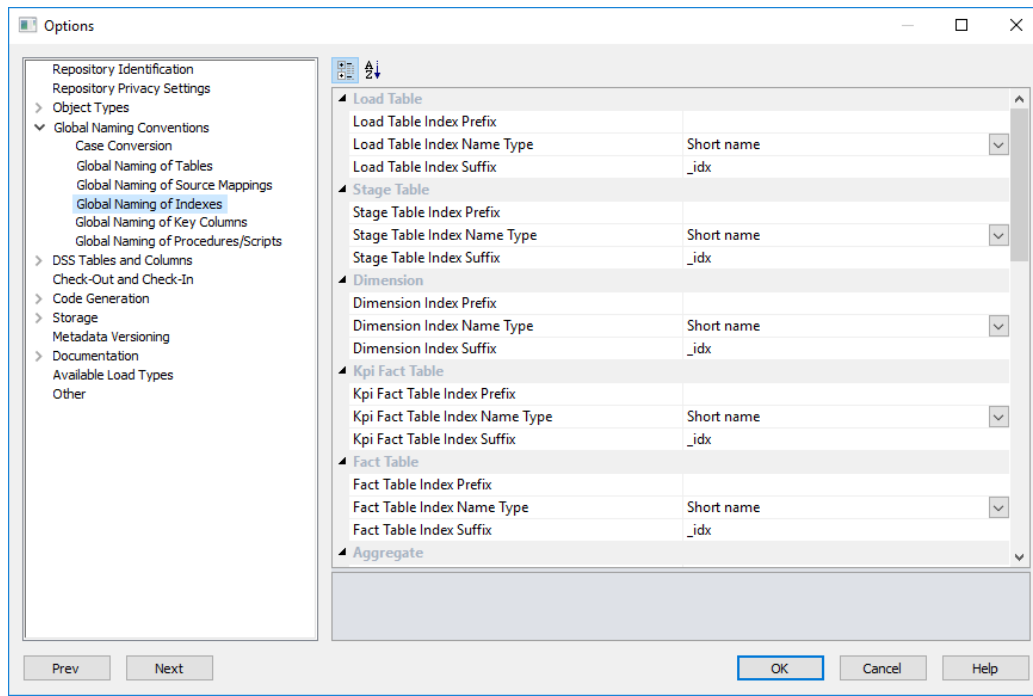 Options
Repository Identification
Repository Privacy Settings
Object Types
Global Naming Conventions
Case Conversion
Global Naming of Tables
Global Naming of Source Mappings
Global Naming of Indexes
Global Naming of Key Columns
Global Naming of Procedures/Scripts
DSS Tables and Columns
Check-Out and Check-In
Code Generation
Storage
Metadata Versioning
Documentation
Available Load Types
Other
Load Table
Load Table Index Prefix
Load Table Index Name Type Short name
Load Table Index Suffix _idx
Stage Table
Stage Table Index Prefix
Stage Table Index Name Type Short name
Stage Table Index Suffix _idx
Dimension
Dimension Index Prefix
Dimension Index Name Type Short name
Dimension Index Suffix _idx
Kpi Fact Table
Kpi Fact Table Index Prefix
Kpi Fact Table Index Name Type Short name
Kpi Fact Table Index Suffix _idx
Fact Table
Fact Table Index Prefix
Fact Table Index Name Type Short name
Fact Table Index Suffix _idx
Aggregate
Prev Next OK Cancel Help